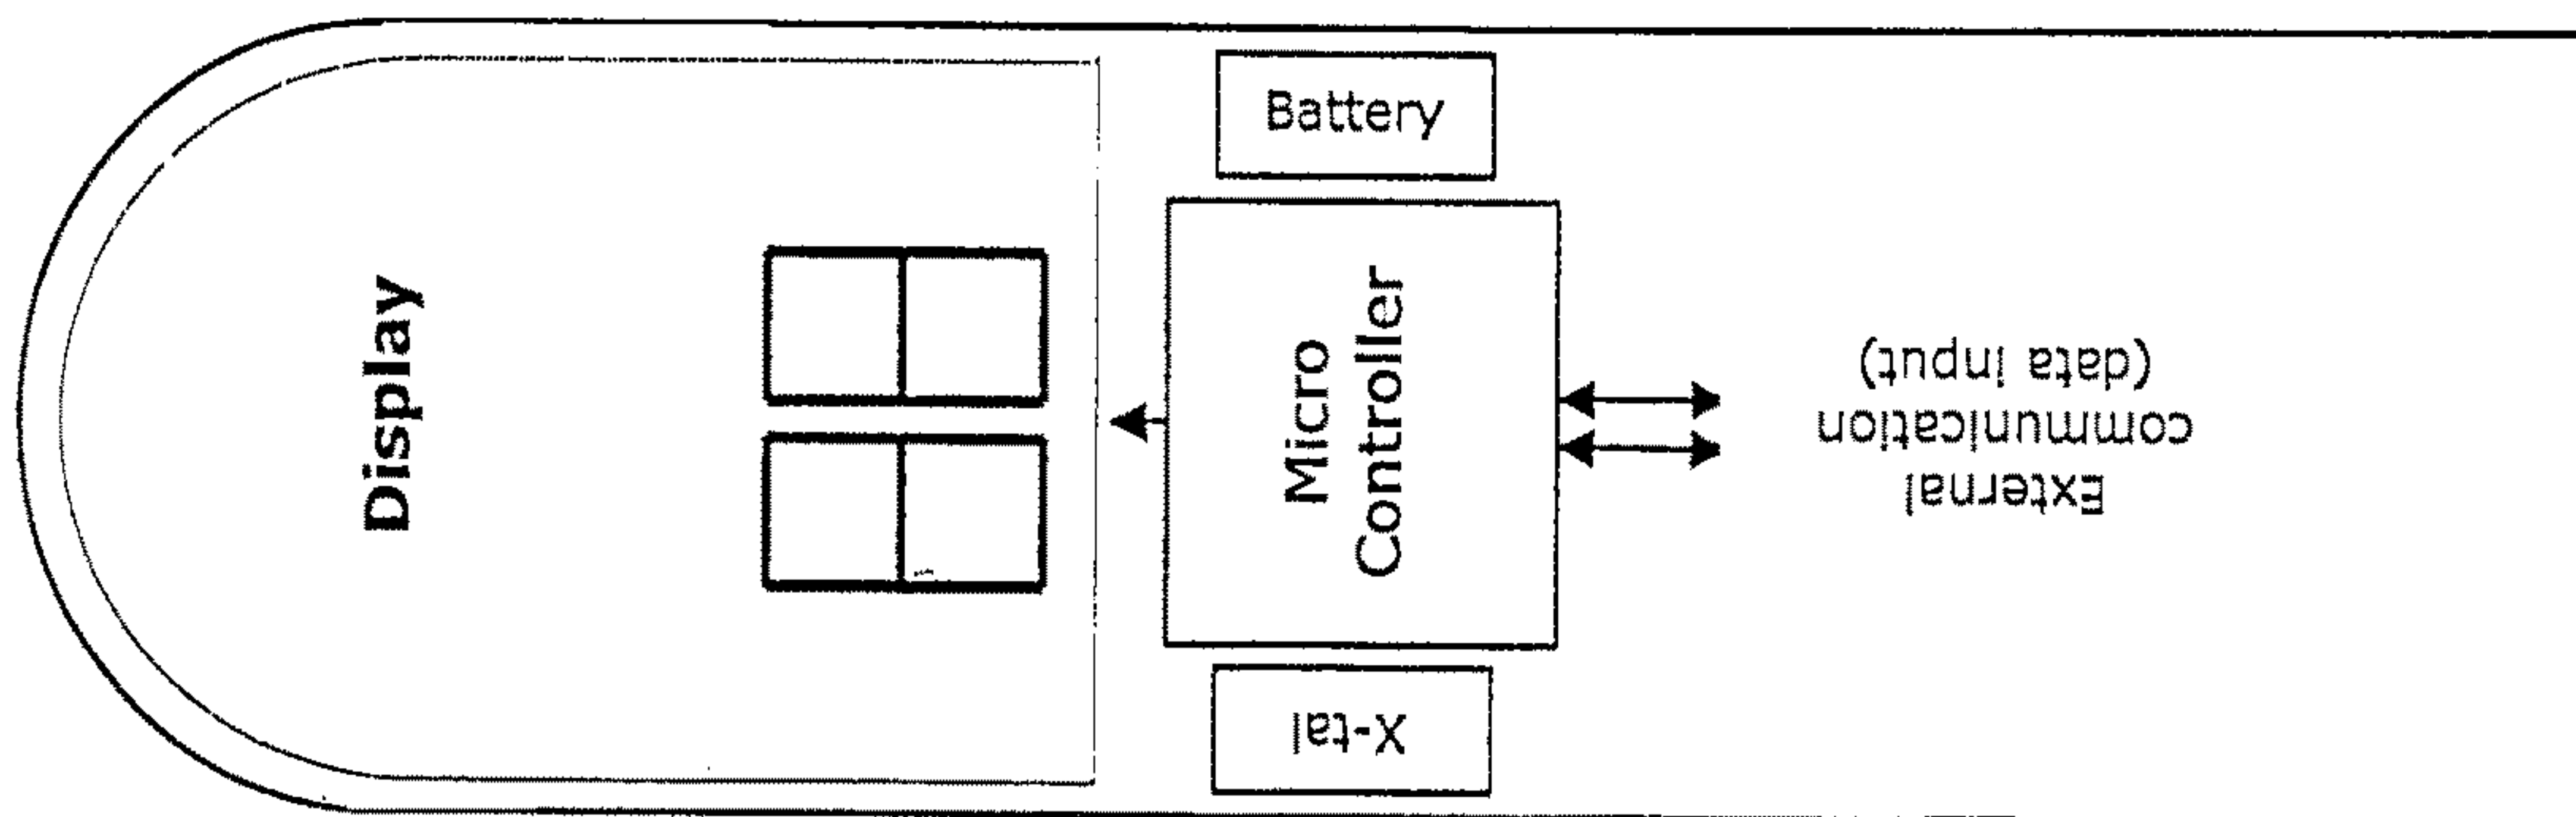 Display
Battery
Micro
Controller
X-tal
External
communication
(data input)